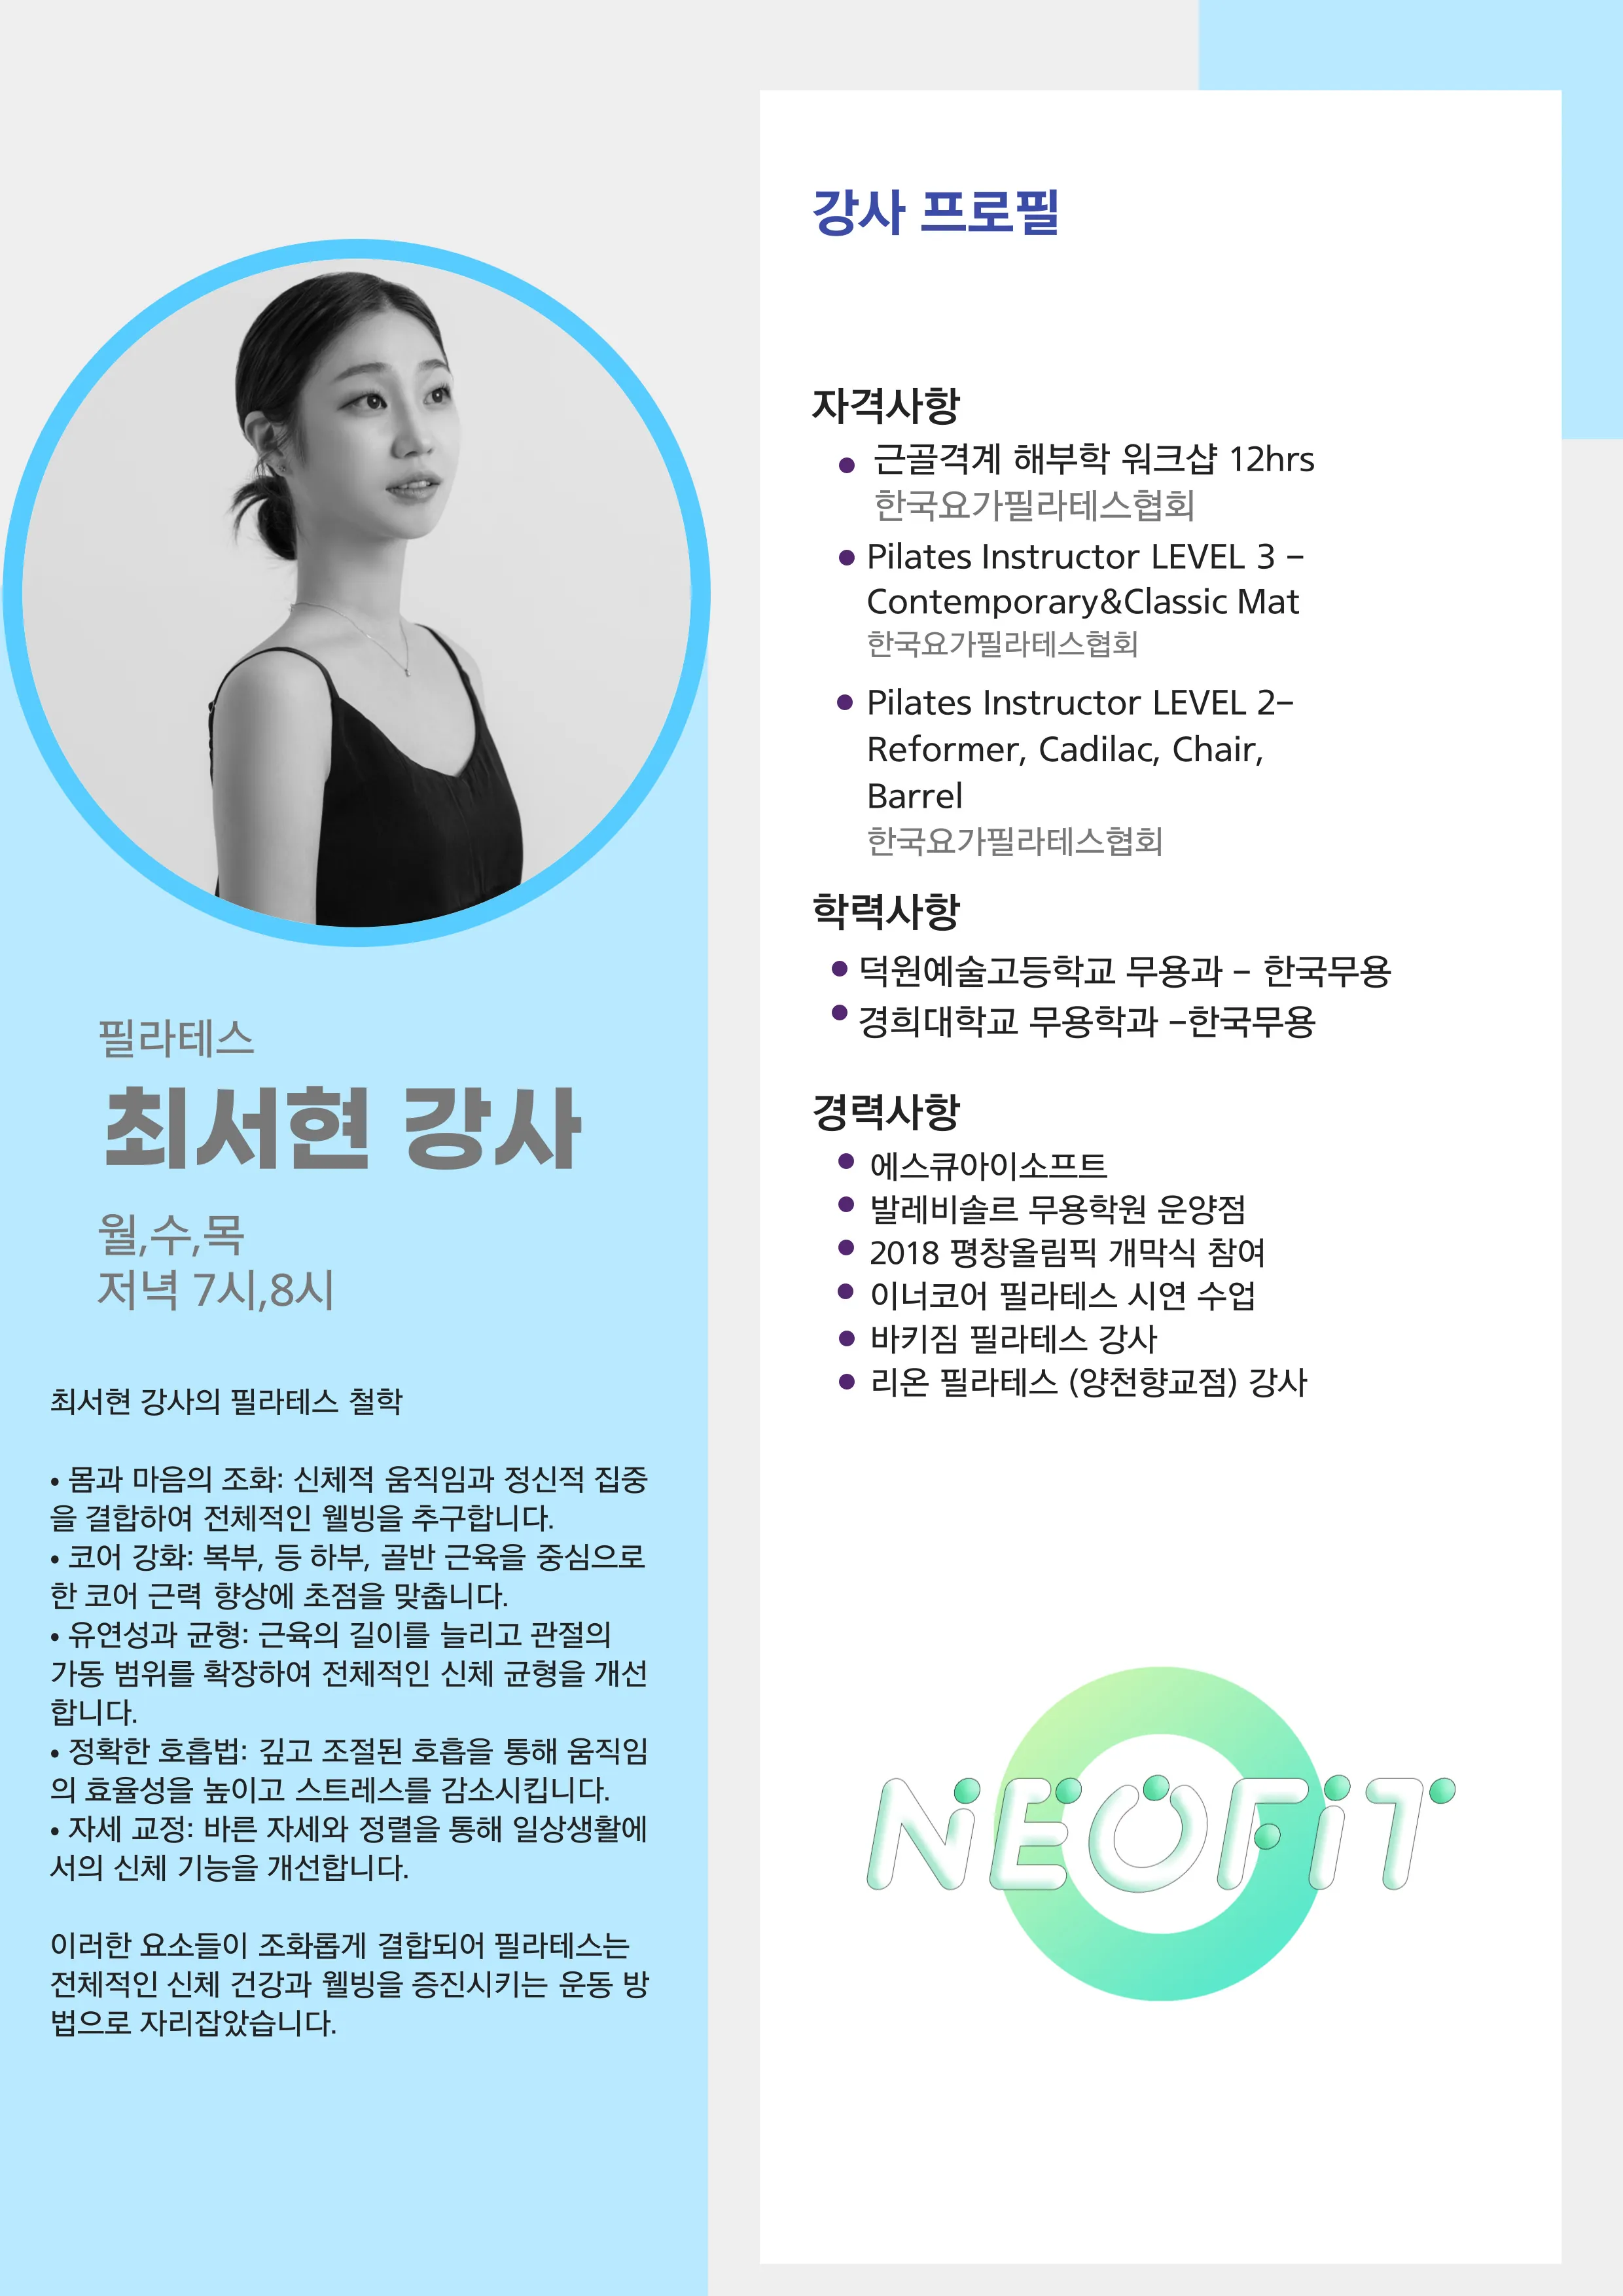 필라테스
최서현 강사
월,수,목
저녁 7시,8시
최서현 강사의 필라테스 철학
• 몸과 마음의 조화: 신체적 움직임과 정신적 집중
을 결합하여 전체적인 웰빙을 추구합니다.
• 코어 강화: 복부, 등 하부, 골반 근육을 중심으로
한 코어 근력 향상에 초점을 맞춥니다.
• 유연성과 균형: 근육의 길이를 늘리고 관절의
가동 범위를 확장하여 전체적인 신체 균형을 개선
합니다.
• 정확한 호흡법: 깊고 조절된 호흡을 통해 움직임
의 효율성을 높이고 스트레스를 감소시킵니다.
• 자세 교정: 바른 자세와 정렬을 통해 일상생활에
서의 신체 기능을 개선합니다.
이러한 요소들이 조화롭게 결합되어 필라테스는
전체적인 신체 건강과 웰빙을 증진시키는 운동 방
법으로 자리잡았습니다.
강사 프로필
자격사항
• 근골격계 해부학 워크샵 12hrs
한국요가필라테스협회
• Pilates Instructor LEVEL 3 –
Contemporary&Classic Mat
한국요가필라테스협회
• Pilates Instructor LEVEL 2–
Reformer, Cadilac, Chair,
Barrel
한국요가필라테스협회
학력사항
• 덕원예술고등학교 무용과 – 한국무용
• 경희대학교 무용학과 –한국무용
경력사항
• 에스큐아이소프트
• 발레비솔르 무용학원 운양점
• 2018 평창올림픽 개막식 참여
• 이너코어 필라테스 시연 수업
• 바키짐 필라테스 강사
• 리온 필라테스 (양천향교점) 강사
NEOFiT